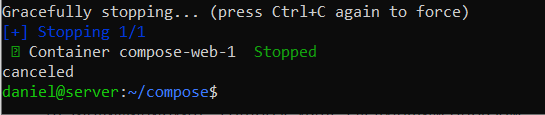 Gracefully stopping... (press Ctrl+C again to force)
[+] Stopping 1/1
Container compose-web-1  Stopped
canceled
daniel@server:~/compose$